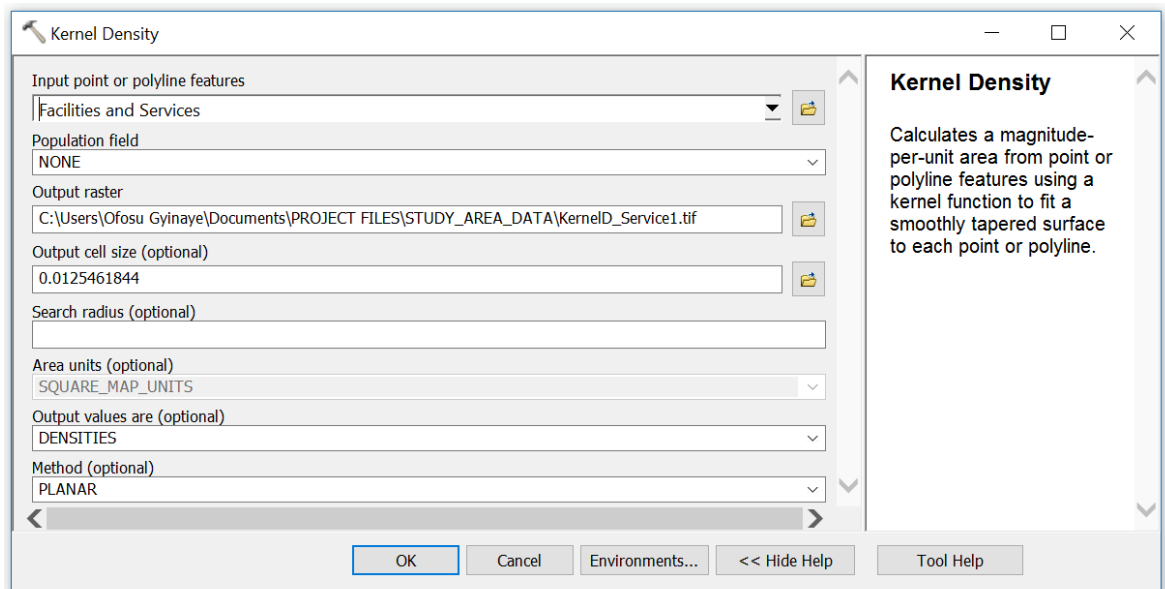 Kernel Density
Input point or polyline features
Facilities and Services
Population field
NONE
Output raster
C:\Users\Ofosu Gyinaye\Documents\PROJECT FILES\STUDY_AREA_DATA\KernelD_Service1.tif
Output cell size (optional)
0.0125461844
Search radius (optional)
Area units (optional)
SQUARE_MAP_UNITS
Output values are (optional)
DENSITIES
Method (optional)
PLANAR
Kernel Density
Calculates a magnitude-
per-unit area from point or
polyline features using a
kernel function to fit a
smoothly tapered surface
to each point or polyline.
OK
Cancel
Environments...
<< Hide Help
Tool Help